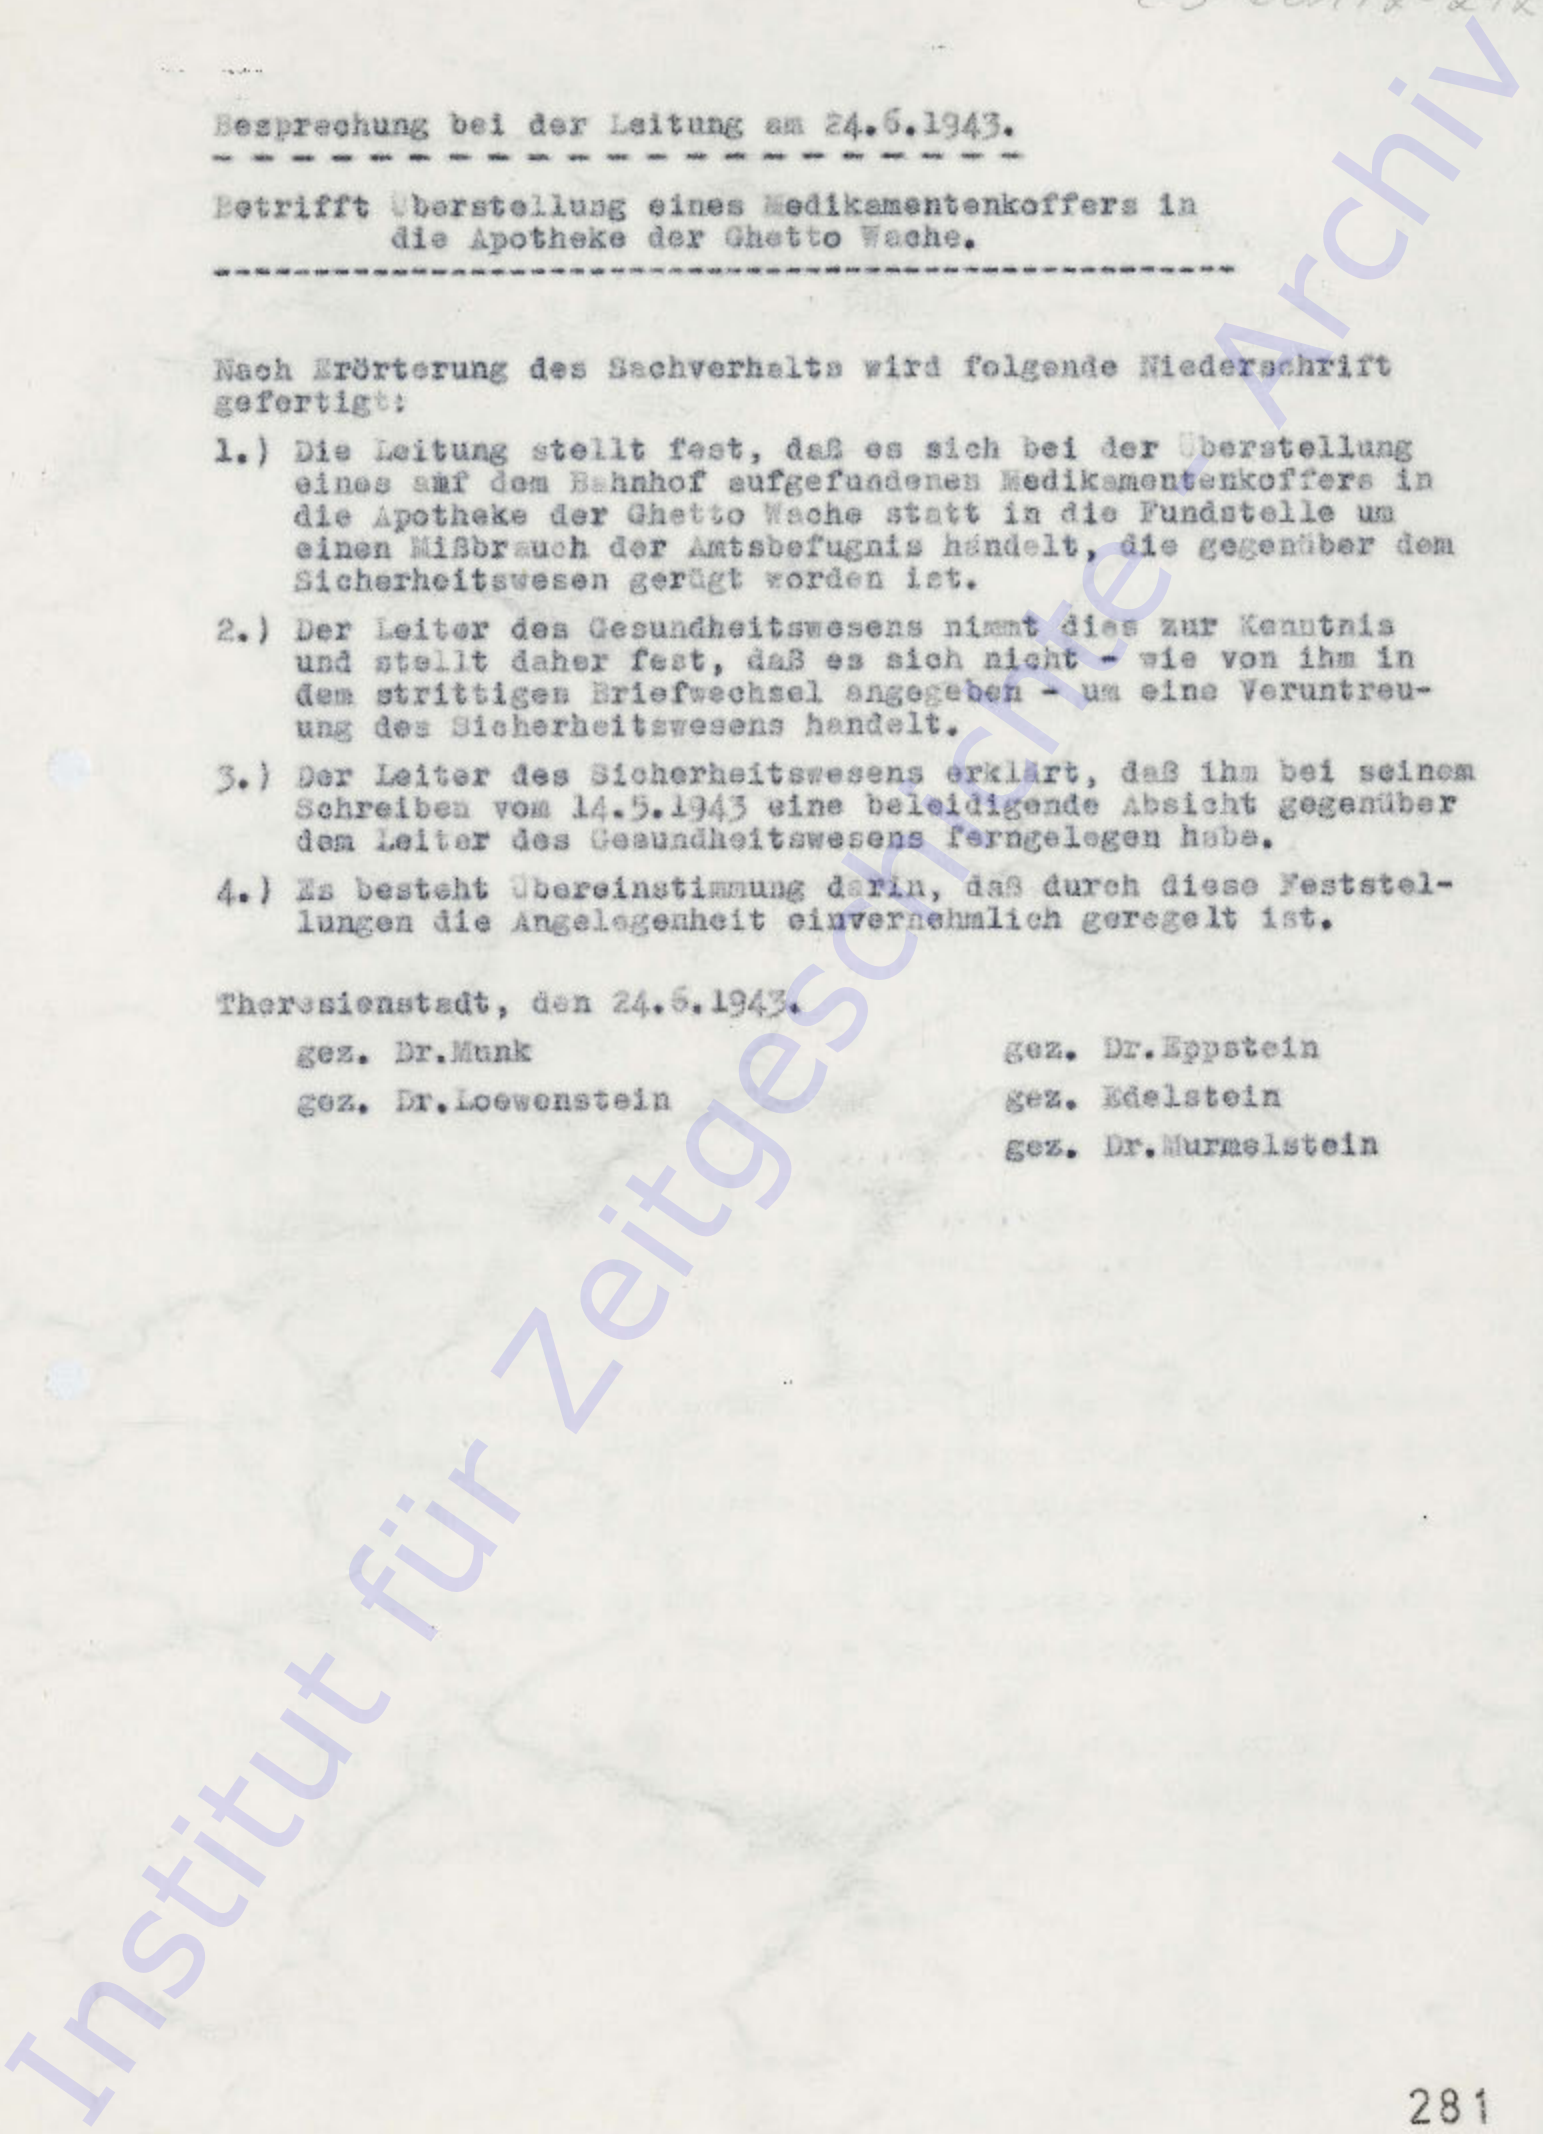 Besprechung bei der Leitung am 24.6.1943.
Betrifft Überstellung eines Medikamentenkoffers in
die Apotheke der Ghetto Wache.
Nach Erörterung des Sachverhalts wird folgende Niederschrift
gefertigt:
1.) Die Leitung stellt fest, daß es sich bei der Überstellung
eines auf dem Bahnhof aufgefundenen Medikamentenkoffers in
die Apotheke der Ghetto Wache statt in die Fundstelle um
einen Mißbrauch der Amtsbefugnis handelt, die gegenüber dem
Sicherheitswesen gerügt worden ist.
2.) Der Leiter des Gesundheitswesens nimmt dies zur Kenntnis
und stellt daher fest, daß es sich nicht - wie von ihm in
dem strittigen Briefwechsel angegeben - um eine Veruntreu-
ung des Sicherheitswesens handelt.
3.) Der Leiter des Sicherheitswesens erklärt, daß ihm bei seinem
Schreiben vom 14.5.1943 eine beleidigende Absicht gegenüber
dem Leiter des Gesundheitswesens ferngelegen habe.
4.) Es besteht Übereinstimmung darin, daß durch diese Feststel-
lungen die Angelegenheit einvernehmlich geregelt ist.
Theresienstadt, den 24.6.1943.
gez. Dr.Munk
gez. Dr.Eppstein
gez. Dr.Loewenstein
gez. Edelstein
gez. Dr.Murmelstein
Institut für Zeitgeschichte - Archiv
281